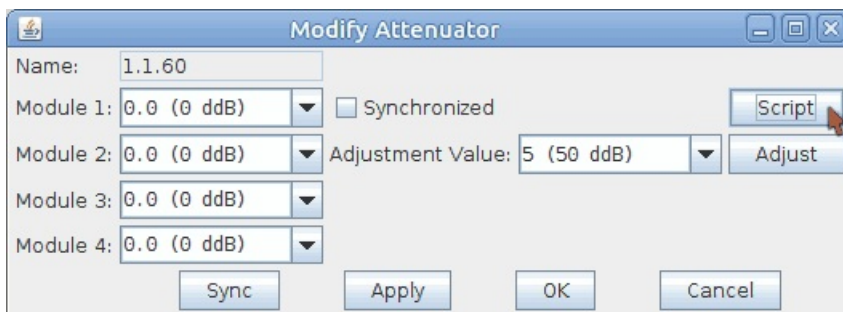 Modify Attenuator
Name: 1.1.60
Module 1: 0.0 (0 ddB) Synchronized Script
Module 2: 0.0 (0 ddB) Adjustment Value: 5 (50 ddB) Adjust
Module 3: 0.0 (0 ddB)
Module 4: 0.0 (0 ddB)
Sync Apply OK Cancel